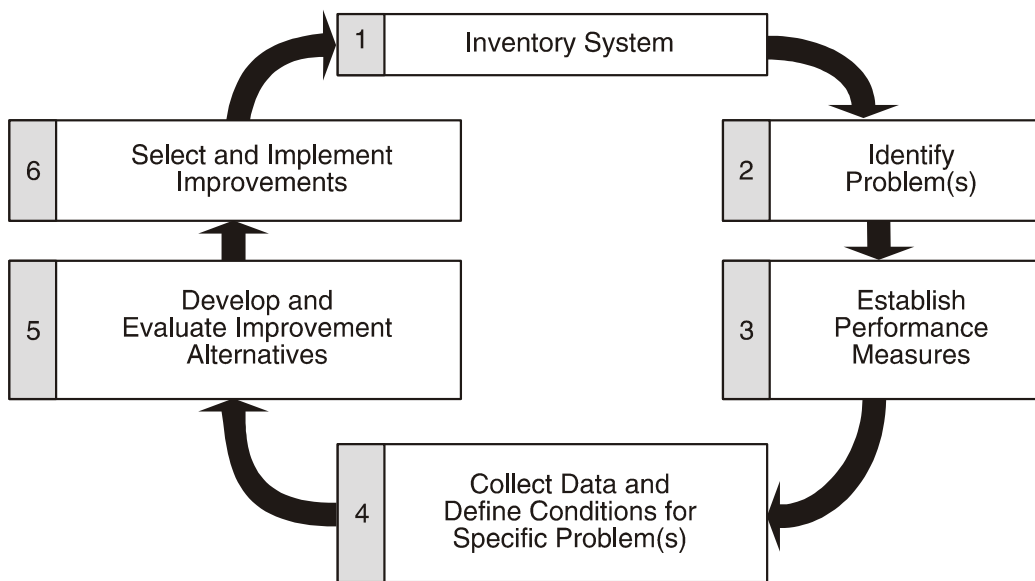 1
Inventory System
2
Identify
Problem(s)
3
Establish
Performance
Measures
4
Collect Data and
Define Conditions for
Specific Problem(s)
5
Develop and
Evaluate Improvement
Alternatives
6
Select and Implement
Improvements